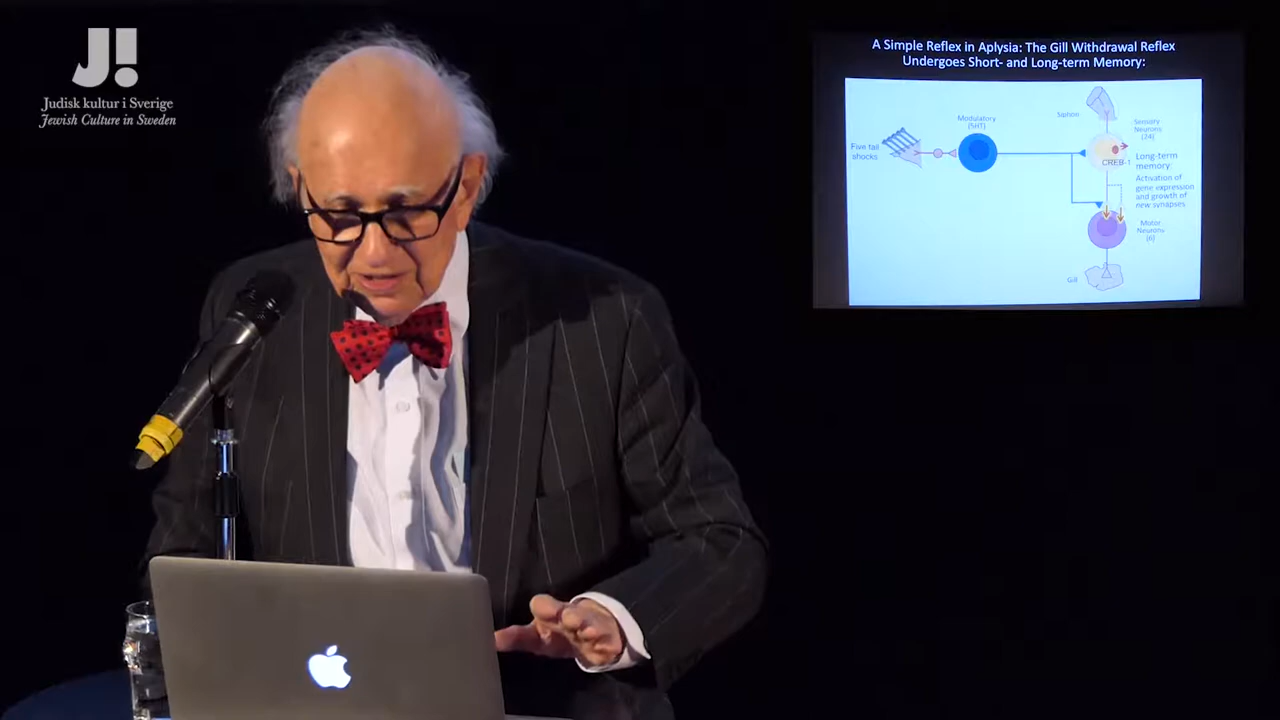 J!
Judisk kultur i Sverige
Jewish Culture in Sweden
A Simple Reflex in Aplysia: The Gill Withdrawal Reflex
Undergoes Short- and Long-term Memory:
Five tail
shocks
Modulatory
(5HT)
Siphon
Sensory
Neurons
(24)
CREB-1
Long-term
memory:
Activation of
gene expression
and growth of
new synapses
Motor
Neurons
(6)
Gill